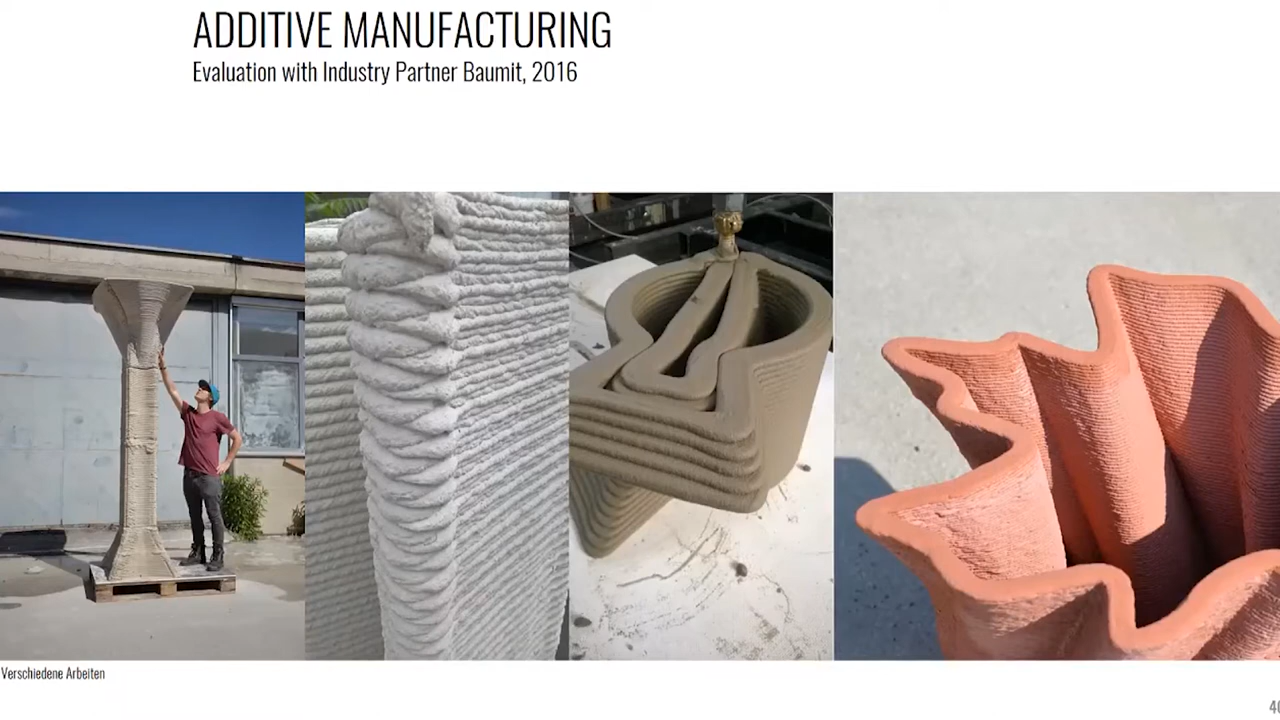 ADDITIVE MANUFACTURING
Evaluation with Industry Partner Baumit, 2016
Verschiedene Arbeiten